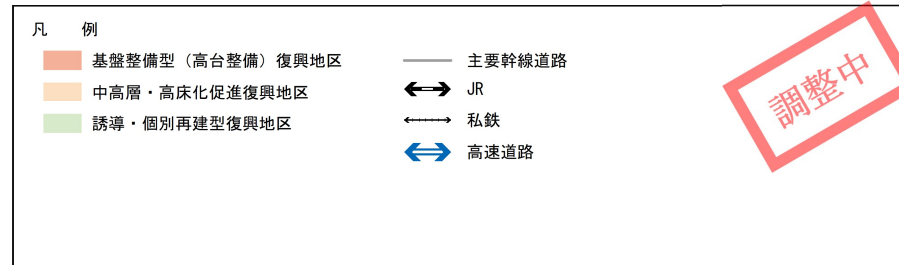 凡　例
基盤整備型（高台整備）復興地区
中高層・高床化促進復興地区
誘導・個別再建型復興地区
主要幹線道路
JR
私鉄
高速道路
調整中